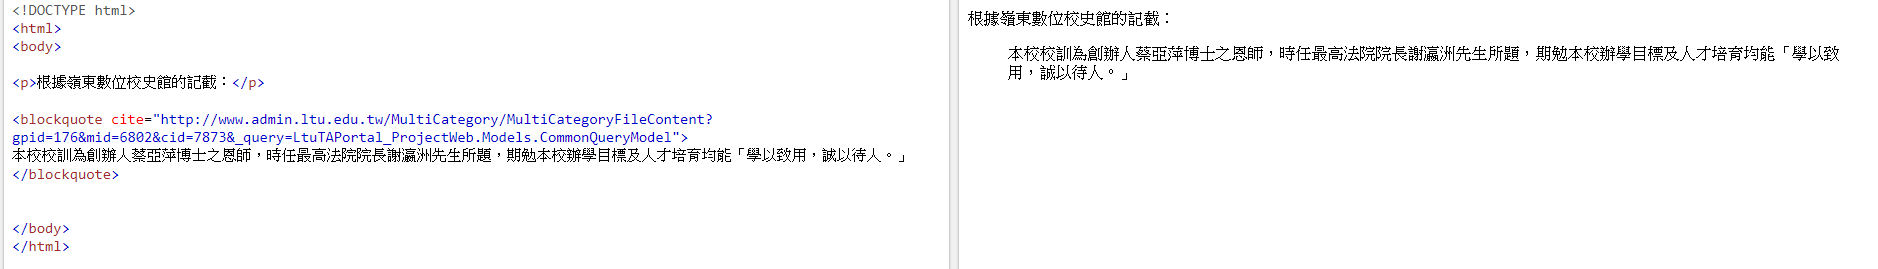 <!DOCTYPE html>
<html>
<body>
<p>根據嶺東數位校史館的記載：</p>
<blockquote cite="http://www.admin.ltu.edu.tw/MultiCategory/MultiCategoryFileContent?
gpid=176&mid=6802&cid=7873&_query=LtuTAPortal_ProjectWeb.Models.CommonQueryModel">
本校校訓為創辦人蔡亞萍博士之恩師，時任最高法院院長謝瀛洲先生所題，期勉本校辦學目標及人才培育均能「學以致用，誠以待人。」
</blockquote>
</body>
</html>
根據嶺東數位校史館的記載：
本校校訓為創辦人蔡亞萍博士之恩師，時任最高法院院長謝瀛洲先生所題，期勉本校辦學目標及人才培育均能「學以致
用，誠以待人。」